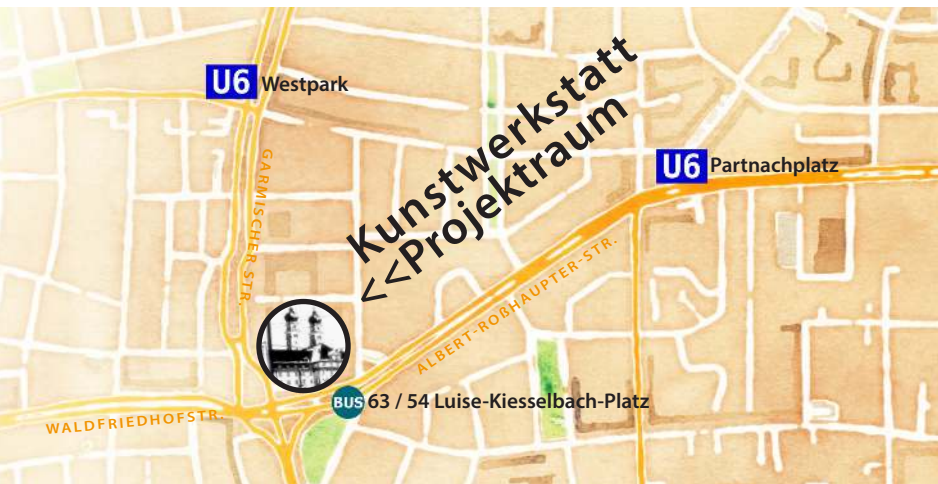 U6 Westpark
Kunstwerkstatt
<<Projektraum
U6 Partnachplatz
GARMISCHER STR.
ALBERT-ROßHAUPTER-STR.
BUS 63 / 54 Luise-Kiesselbach-Platz
WALDFRIEDHOFSTR.